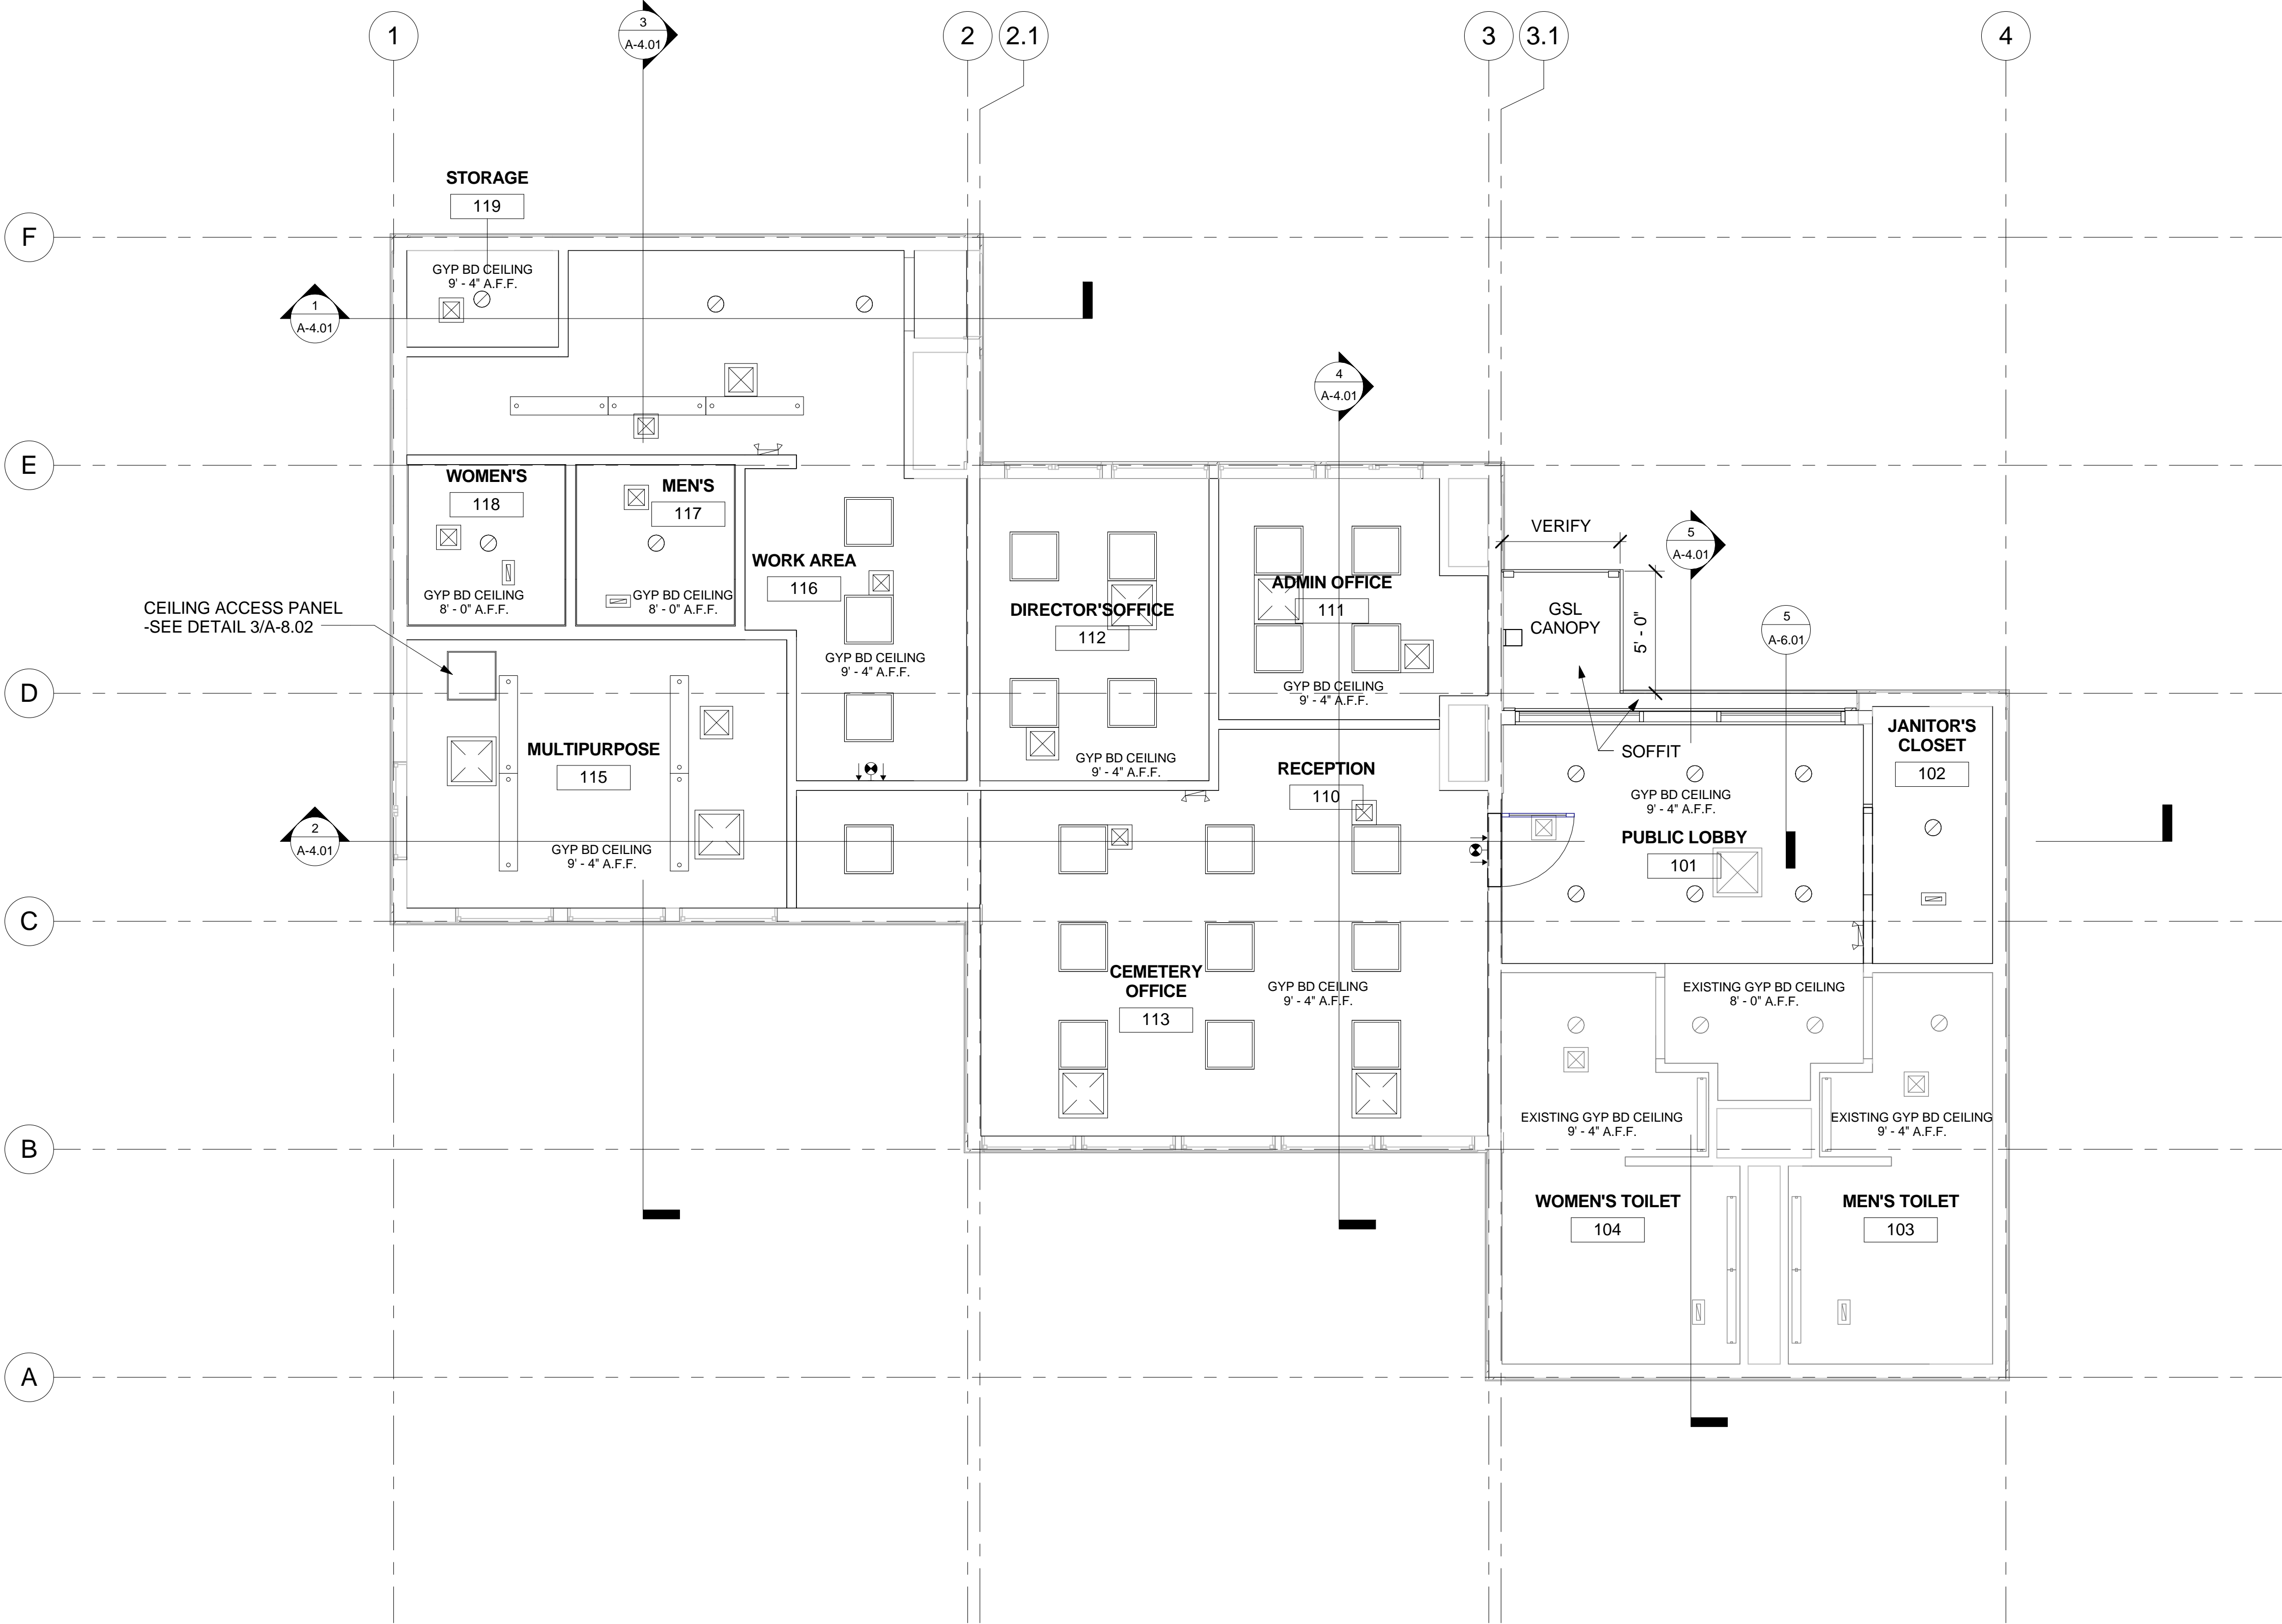 1
3
A-4.01
2
2.1
3
3.1
4
STORAGE
119
F
GYP BD CEILING
9' - 4" A.F.F.
1
A-4.01
4
A-4.01
E
WOMEN'S
118
MEN'S
117
WORK AREA
116
GYP BD CEILING
8' - 0" A.F.F.
GYP BD CEILING
8' - 0" A.F.F.
CEILING ACCESS PANEL
-SEE DETAIL 3/A-8.02
DIRECTOR'SOFFICE
112
ADMIN OFFICE
111
VERIFY
5
A-4.01
GSL
CANOPY
5' - 0"
5
A-6.01
GYP BD CEILING
9' - 4" A.F.F.
GYP BD CEILING
9' - 4" A.F.F.
D
MULTIPURPOSE
115
GYP BD CEILING
9' - 4" A.F.F.
RECEPTION
110
SOFFIT
JANITOR'S
CLOSET
102
GYP BD CEILING
9' - 4" A.F.F.
PUBLIC LOBBY
101
2
A-4.01
GYP BD CEILING
9' - 4" A.F.F.
C
CEMETERY
OFFICE
113
GYP BD CEILING
9' - 4" A.F.F.
EXISTING GYP BD CEILING
8' - 0" A.F.F.
EXISTING GYP BD CEILING
9' - 4" A.F.F.
EXISTING GYP BD CEILING
9' - 4" A.F.F.
B
WOMEN'S TOILET
104
MEN'S TOILET
103
A